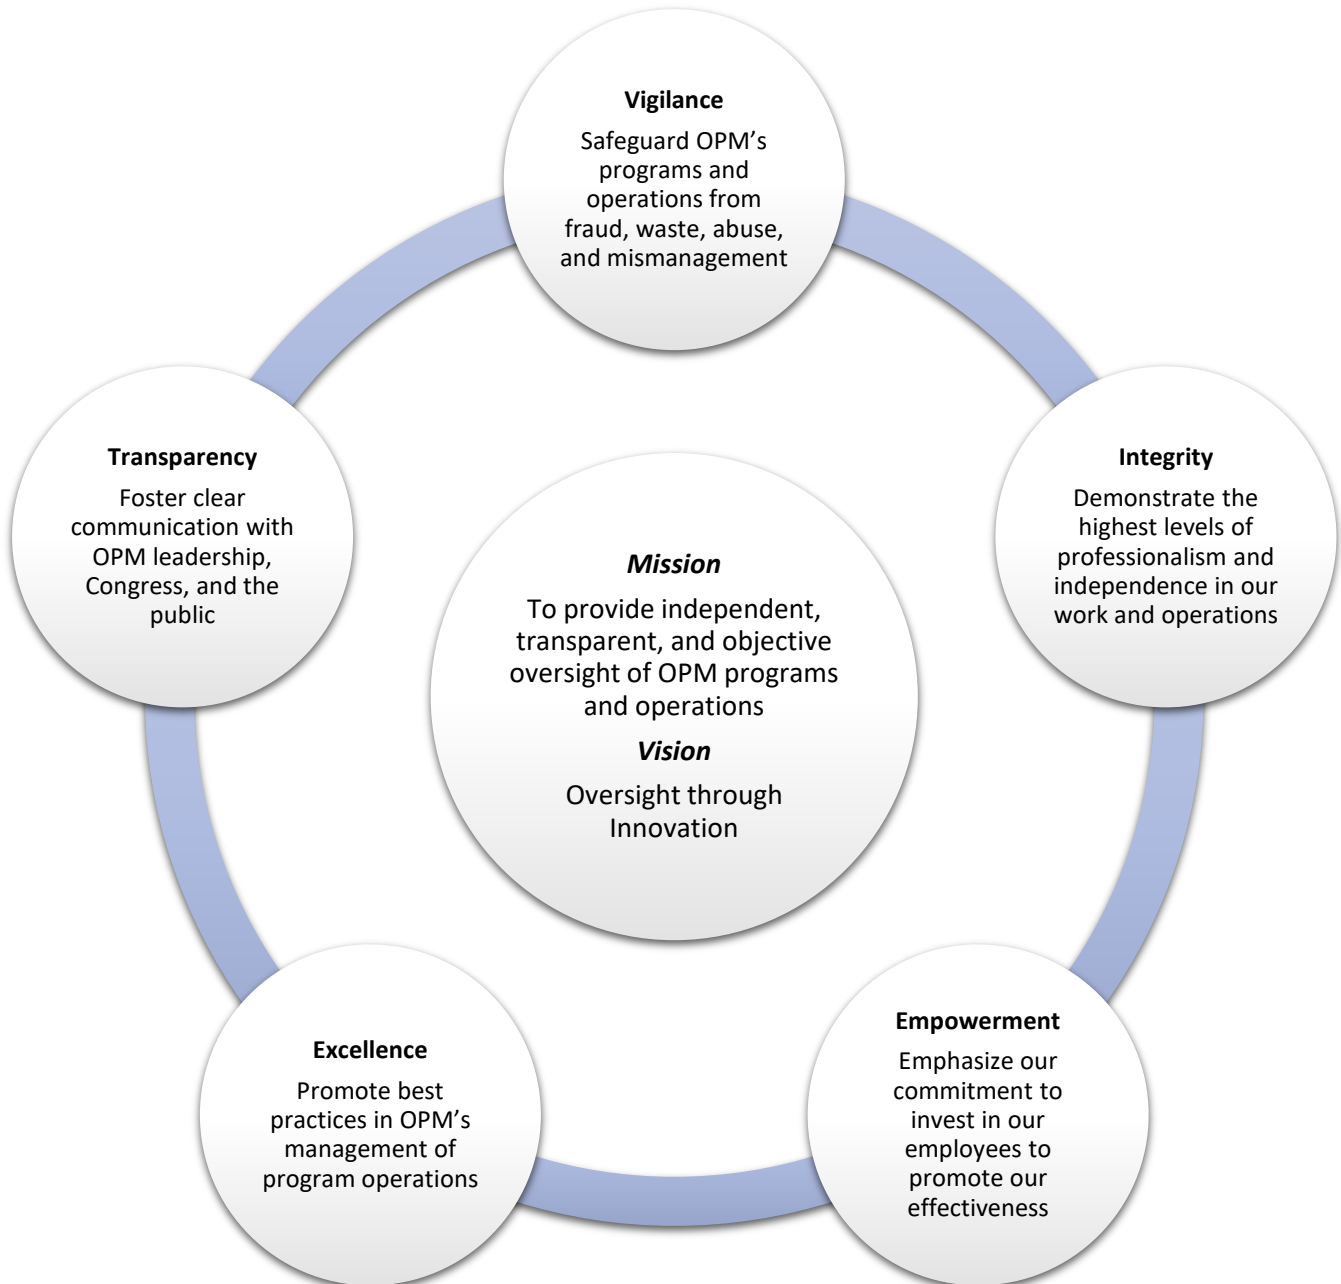 Vigilance
Safeguard OPM’s
programs and
operations from
fraud, waste, abuse,
and mismanagement
Transparency
Foster clear
communication with
OPM leadership,
Congress, and the
public
Integrity
Demonstrate the
highest levels of
professionalism and
independence in our
work and operations
Mission
To provide independent,
transparent, and objective
oversight of OPM programs
and operations
Vision
Oversight through
Innovation
Excellence
Promote best
practices in OPM’s
management of
program operations
Empowerment
Emphasize our
commitment to
invest in our
employees to
promote our
effectiveness